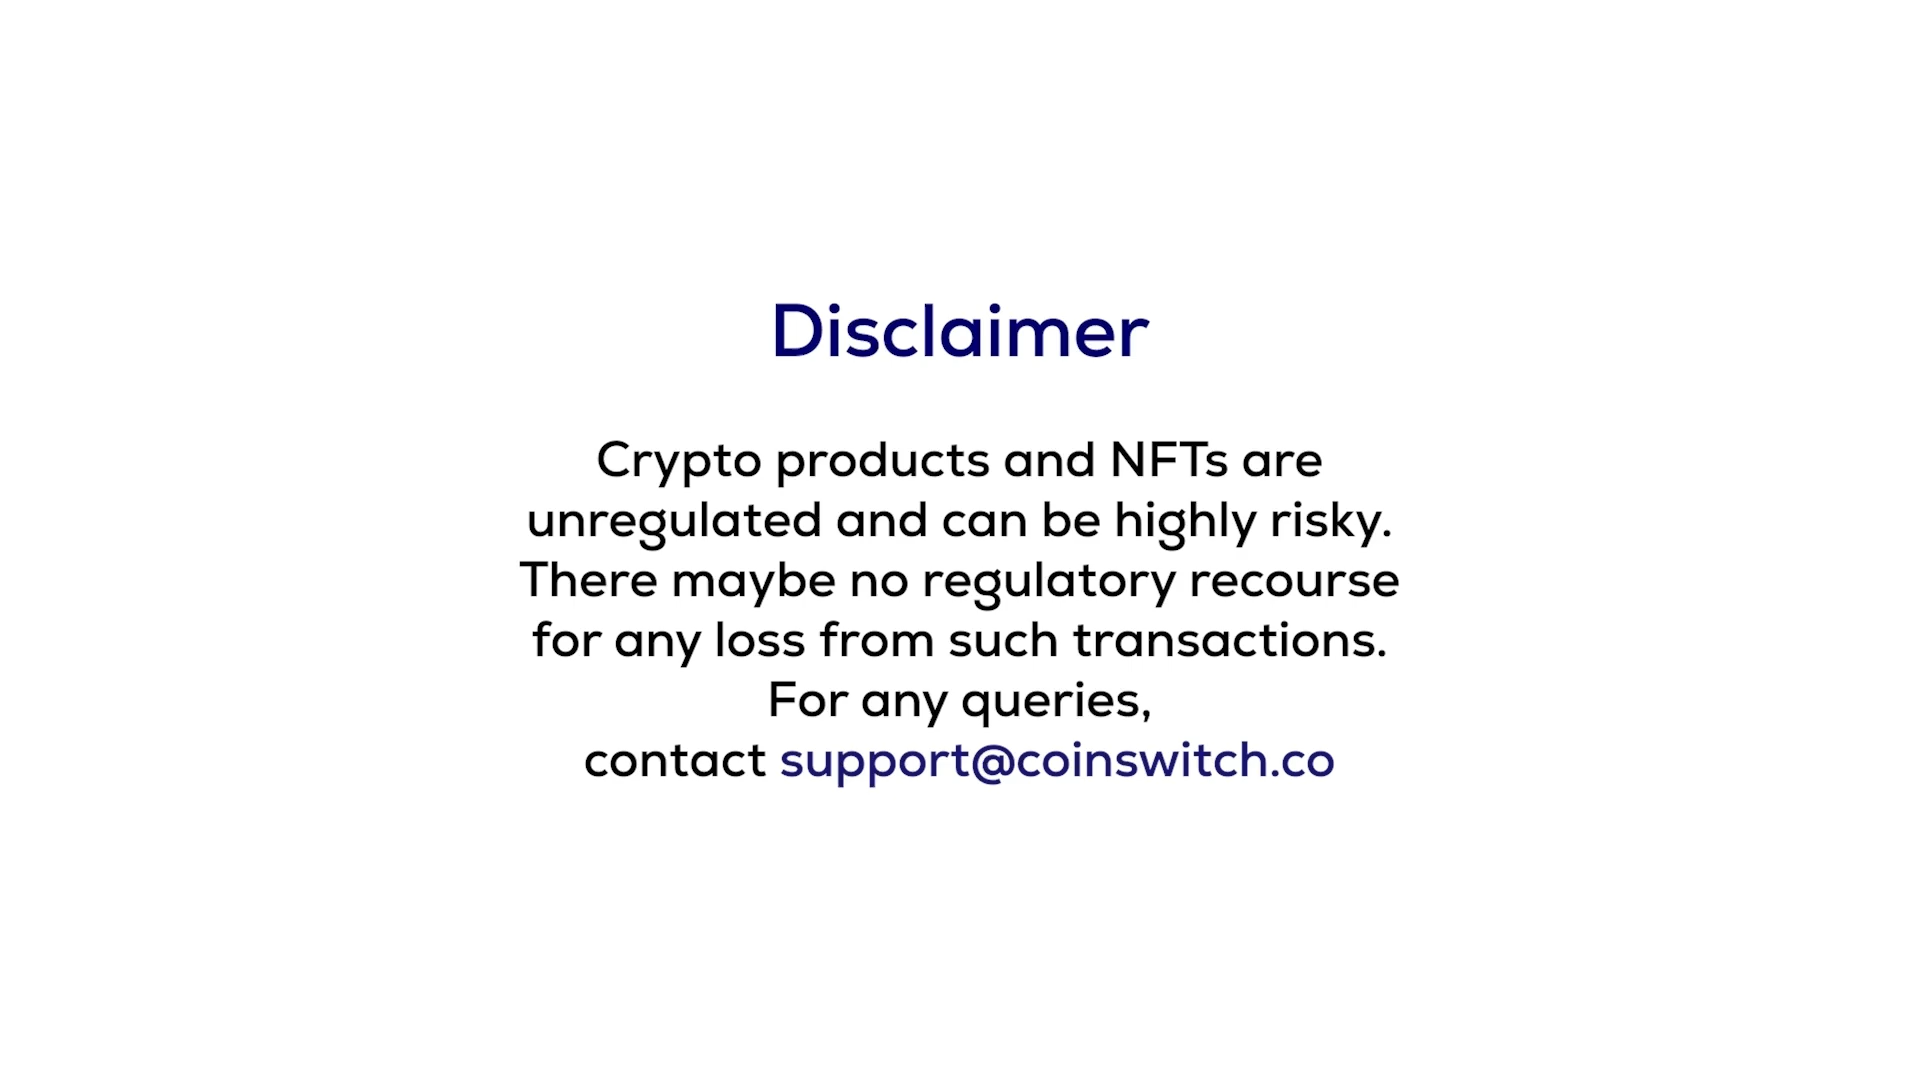 Disclaimer
Crypto products and NFTs are
unregulated and can be highly risky.
There maybe no regulatory recourse
for any loss from such transactions.
For any queries,
contact support@coinswitch.co